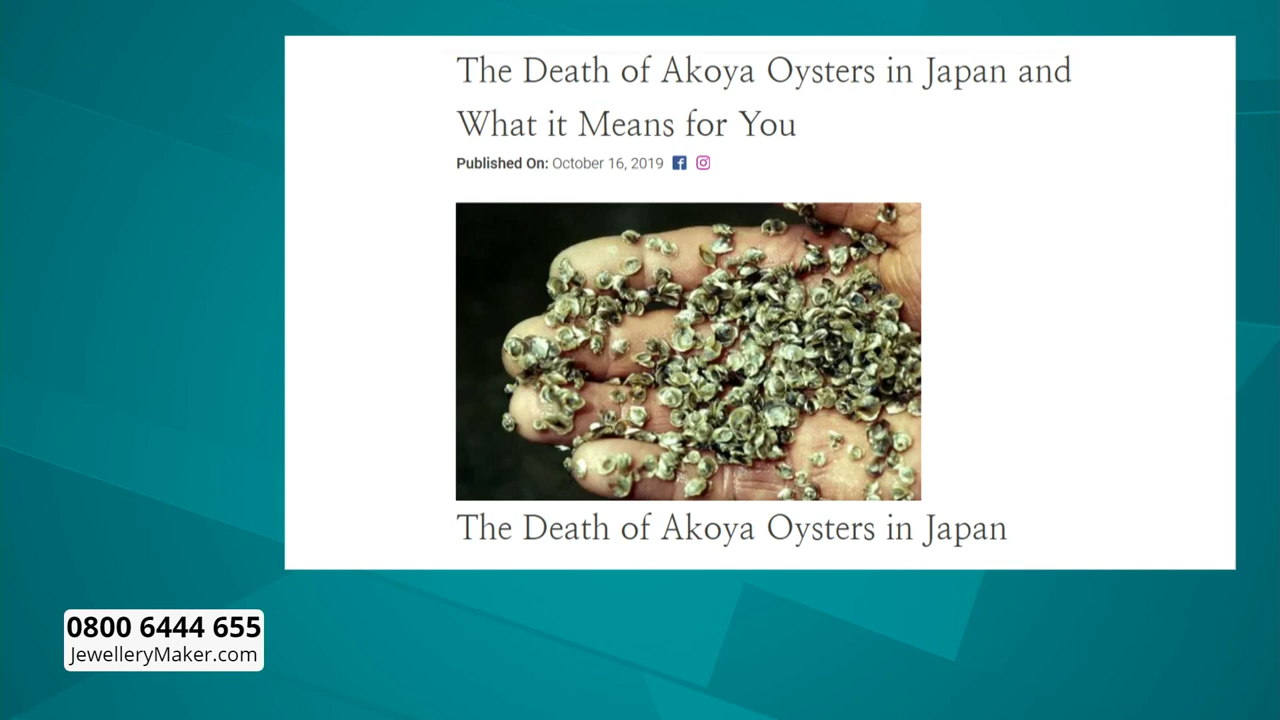 The Death of Akoya Oysters in Japan and
What it Means for You
Published On: October 16, 2019
The Death of Akoya Oysters in Japan
0800 6444 655
JewelleryMaker.com